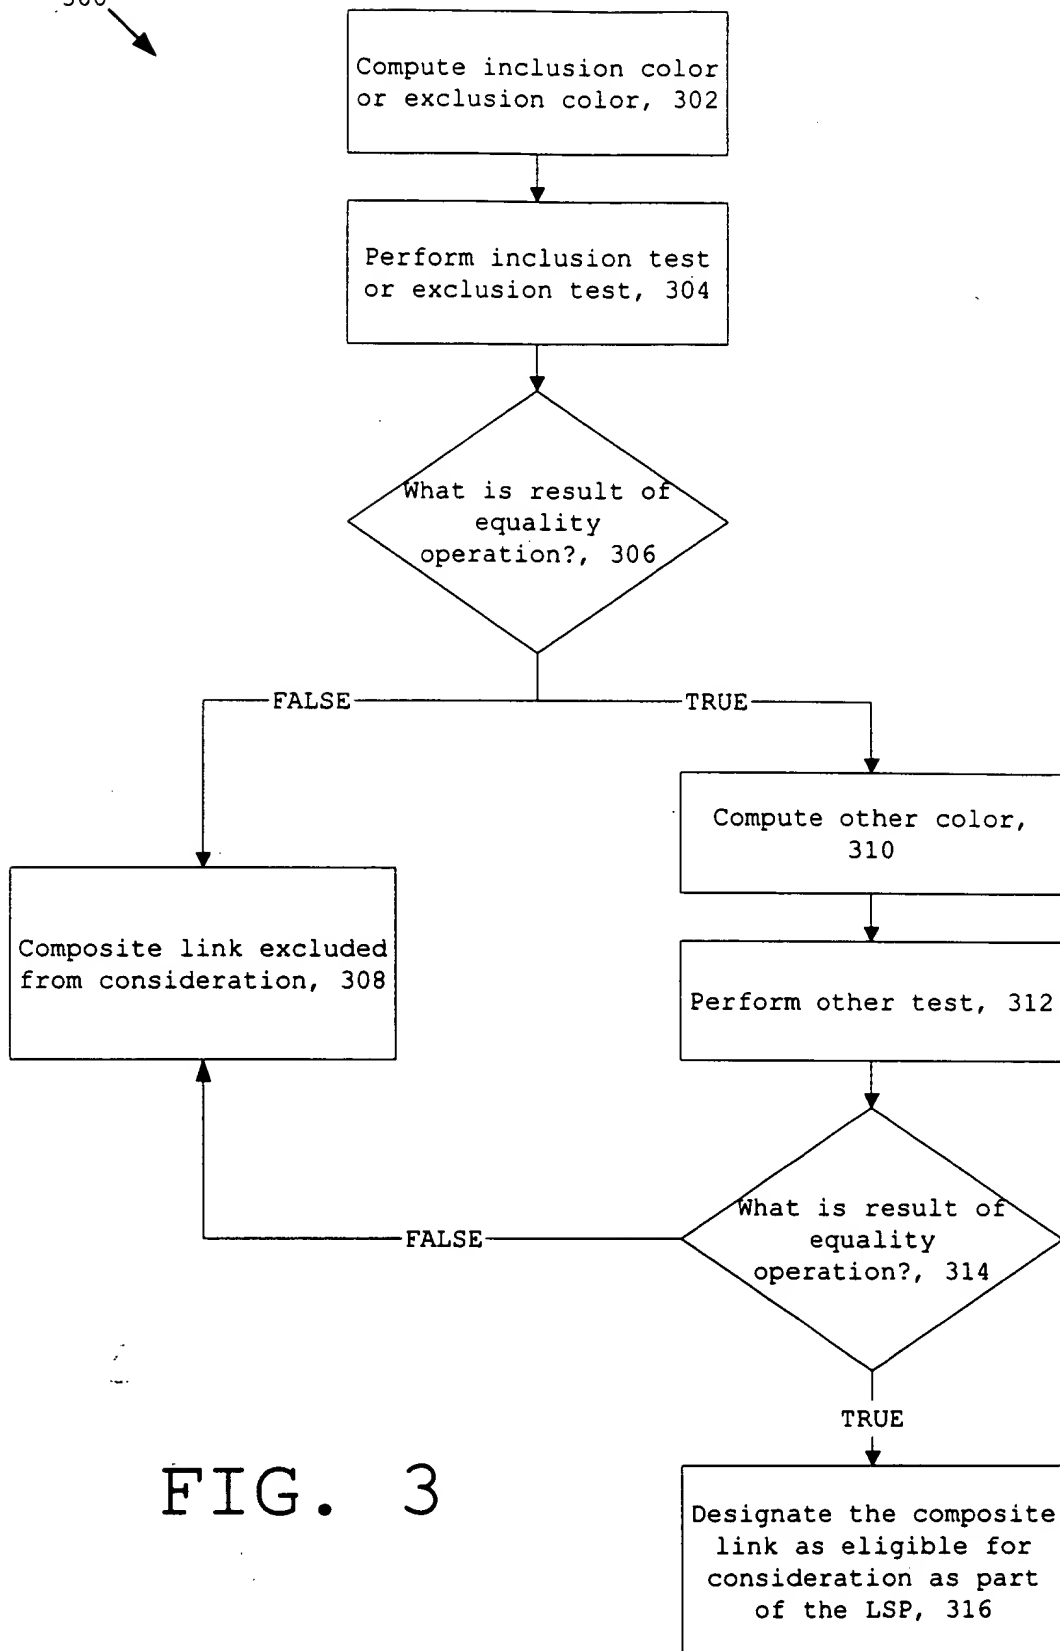 300
Compute inclusion color
or exclusion color, 302
Perform inclusion test
or exclusion test, 304
What is result of
equality
operation?, 306
FALSE
TRUE
Compute other color,
310
Composite link excluded
from consideration, 308
Perform other test, 312
What is result of
equality
operation?, 314
FALSE
TRUE
Designate the composite
link as eligible for
consideration as part
of the LSP, 316
FIG. 3